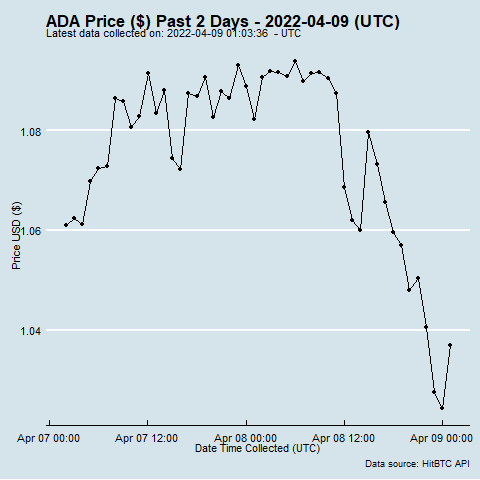 ADA Price ($) Past 2 Days - 2022-04-09 (UTC)
Latest data collected on: 2022-04-09 01:03:36 - UTC
1.08
1.06
1.04
Price USD ($)
Apr 07 00:00 Apr 07 12:00 Apr 08 00:00 Apr 08 12:00 Apr 09 00:00
Date Time Collected (UTC)
Data source: HitBTC API